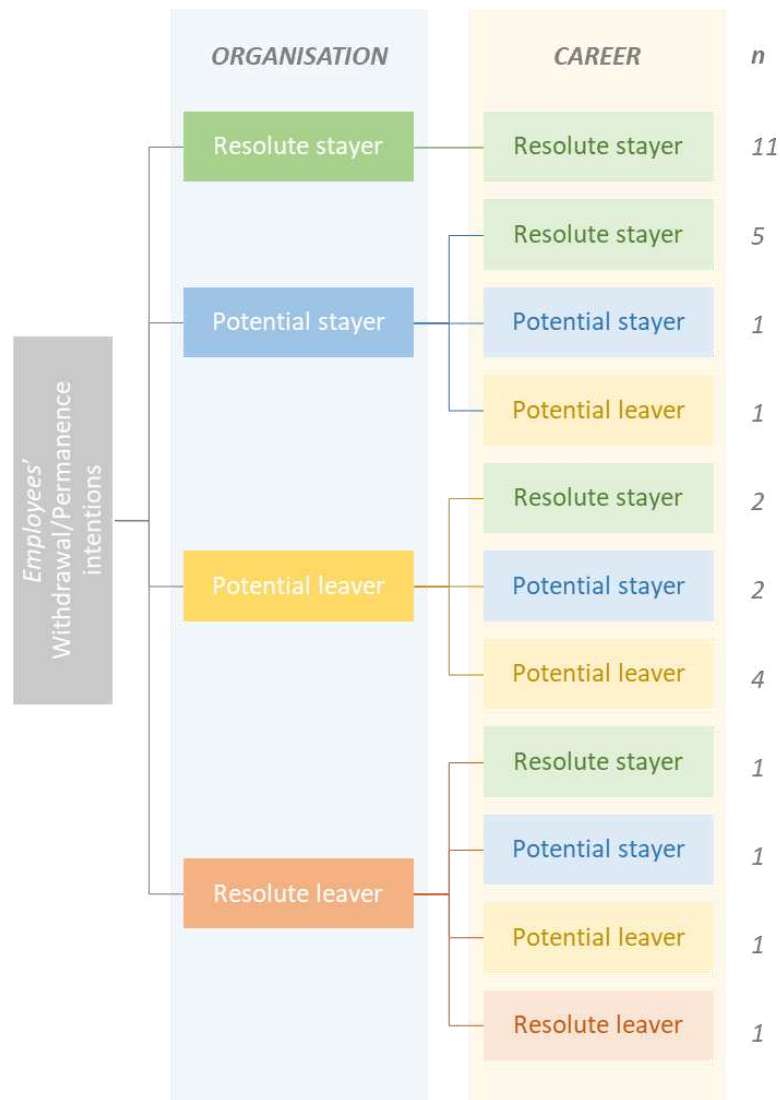 ORGANISATION CAREER n
Resolute stayer Resolute stayer 11
Resolute stayer 5
Potential stayer Potential stayer 1
Potential leaver 1
Employees'
Withdrawal/Permanence
intentions
Resolute stayer 2
Potential leaver Potential stayer 2
Potential leaver 4
Resolute stayer 1
Potential stayer 1
Resolute leaver
Potential leaver 1
Resolute leaver 1